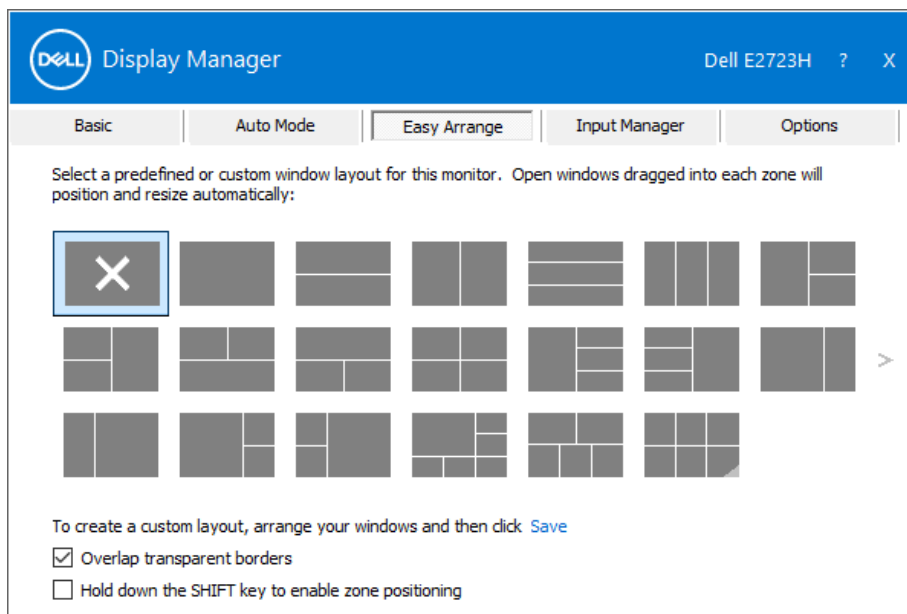 DELL Display Manager Dell E2723H ? X
Basic Auto Mode Easy Arrange Input Manager Options
Select a predefined or custom window layout for this monitor. Open windows dragged into each zone will
position and resize automatically:
>
To create a custom layout, arrange your windows and then click Save
Overlap transparent borders
Hold down the SHIFT key to enable zone positioning